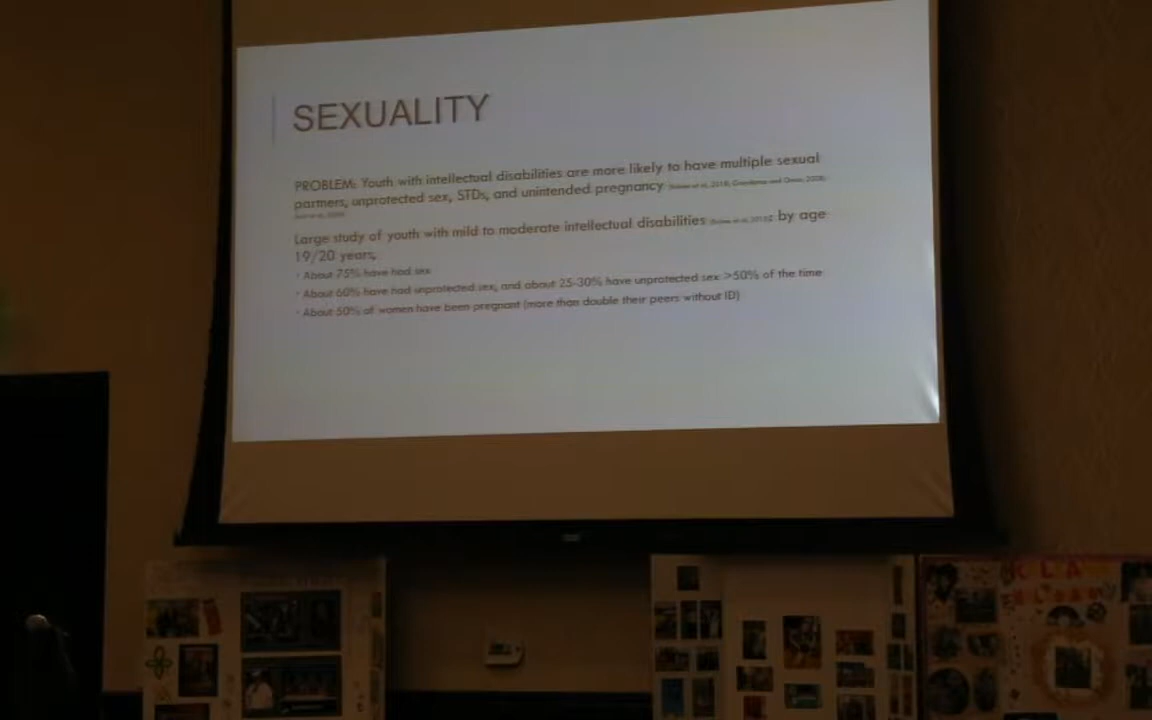 SEXUALITY
PROBLEM: Youth with intellectual disabilities are more likely to have multiple sexual
partners, unprotected sex, STDs, and unintended pregnancy
Large study of youth with mild to moderate intellectual disabilities by age
19/20 years,
• About 75% have had sex
• About 60% have had unprotected sex, and about 25-30% have unprotected sex >50% of the time
• About 50% of women have been pregnant (more than double their peers without ID)